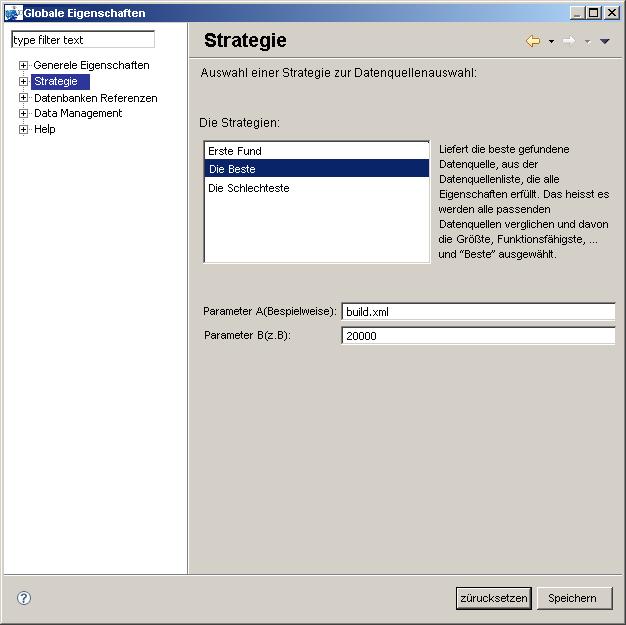 Globale Eigenschaften
type filter text
Generele Eigenschaften
Strategie
Datenbanken Referenzen
Data Management
Help
Strategie
Auswahl einer Strategie zur Datenquellenauswahl:
Die Strategien:
Erste Fund
Die Beste
Die Schlechteste
Liefert die beste gefundene
Datenquelle, aus der
Datenquellenliste, die alle
Eigenschaften erfüllt. Das heisst es
werden alle passenden
Datenquellen verglichen und davon
die Größte, Funktionsfähigste, ...
und "Beste" ausgewählt.
Parameter A(Bespielweise): build.xml
Parameter B(z.B): 20000
zürucksetzen Speichern